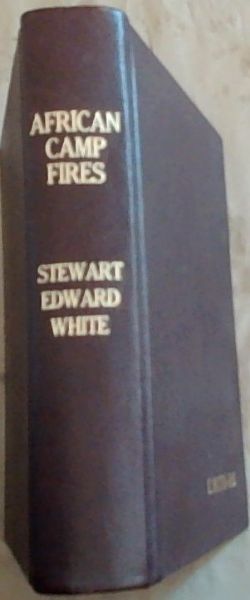 AFRICAN
CAMP
FIRES
STEWART
EDWARD
WHITE